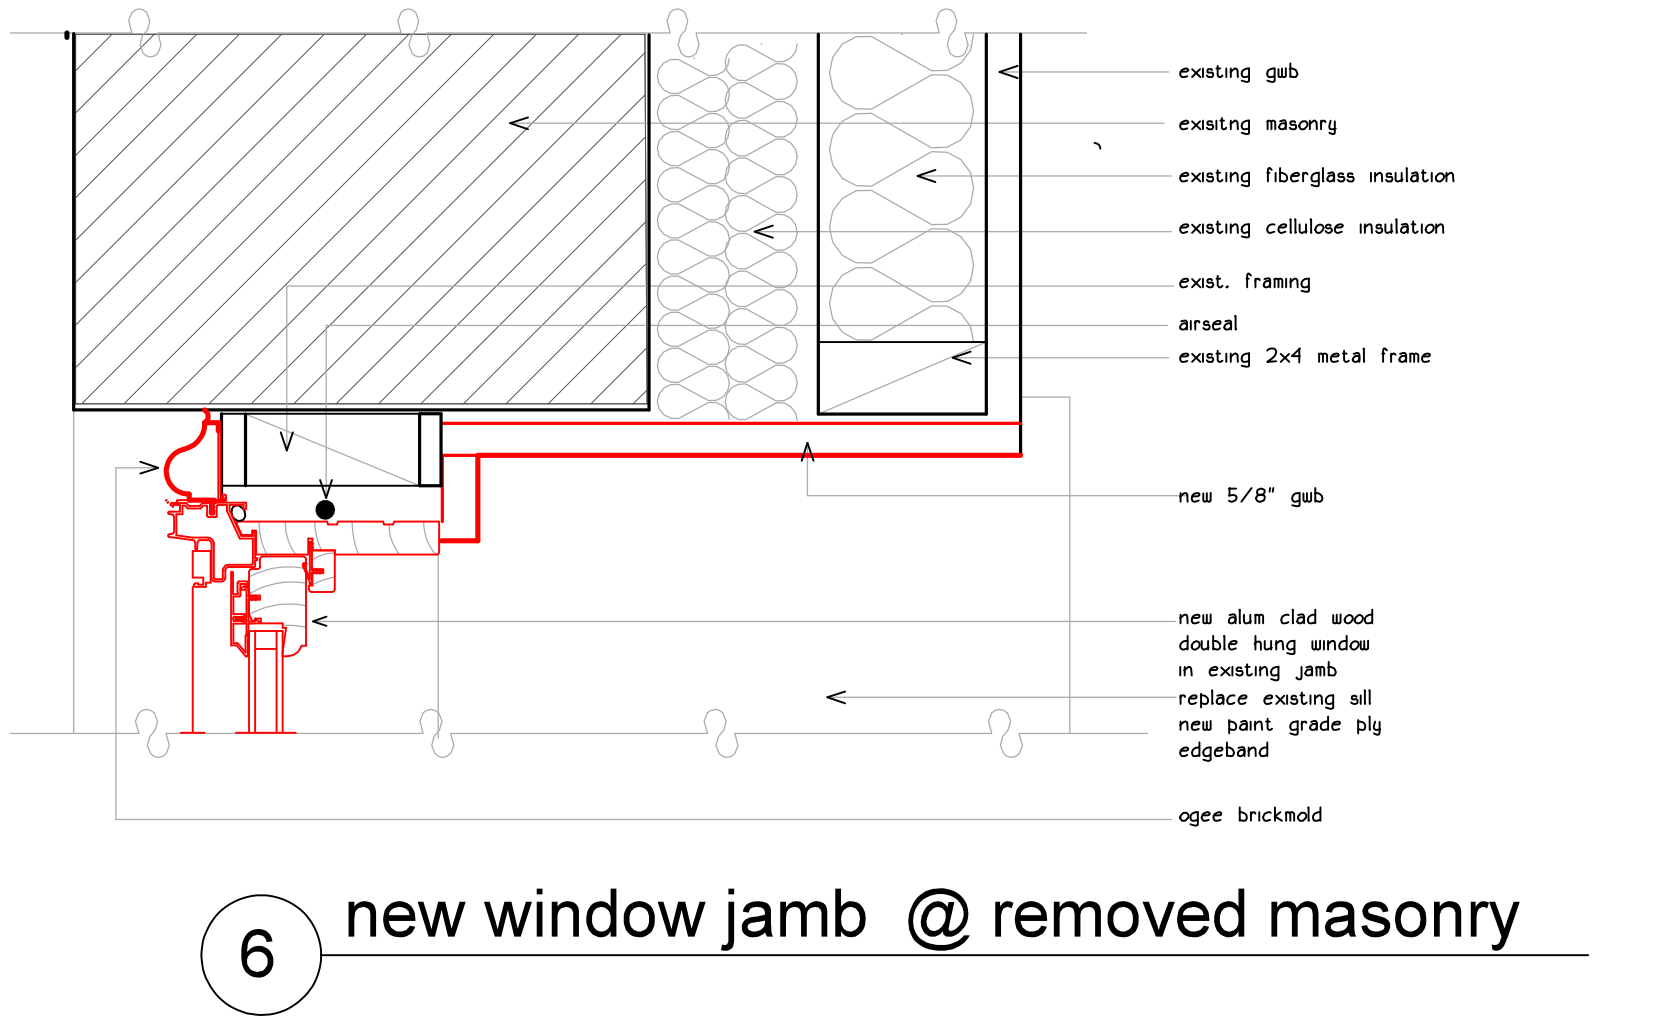 existing gwb
exisitng masonry
existing fiberglass insulation
existing cellulose insulation
exist. framing
airseal
existing 2x4 metal frame
new 5/8" gwb
new alum clad wood
double hung window
in existing jamb
replace existing sill
new paint grade ply
edgeband
ogee brickmold
6 new window jamb @ removed masonry